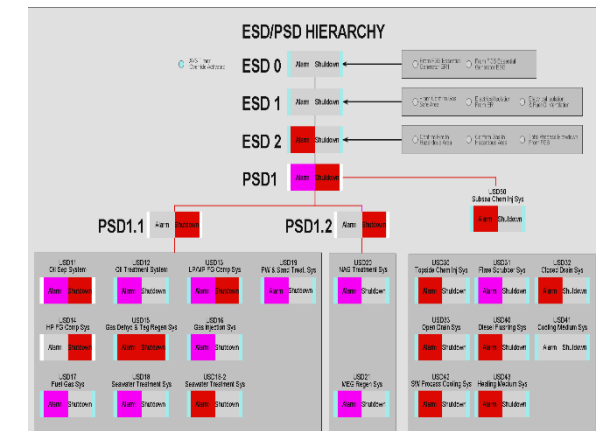 ESD/PSD HIERARCHY
ESD 0 Alarm Shutdown
ESD 1 Alarm Shutdown
ESD 2 Alarm Shutdown
PSD1 Alarm Shutdown
USD50
Subsea Chem Inj Sys
Alarm Shutdown
PSD1.1 Alarm Shutdown PSD1.2 Alarm Shutdown
USD11 USD12 USD13 USD19 USD20 USD30 USD31 USD32
Oil Sep System Oil Treatment System LP/MP FG Comp Sys PW & Sand Treat. Sys NAG Treatment Sys Topside Chem Inj Sys Flare Scrubber Sys Closed Drain Sys
Alarm Shutdown Alarm Shutdown Alarm Shutdown Alarm Shutdown Alarm Shutdown Alarm Shutdown Alarm Shutdown Alarm Shutdown
USD14 USD15 USD16 USD33 USD40 USD41
HP FG Comp Sys Gas Dehyd & Teg Regen Sys Gas Injection Sys Open Drain Sys Diesel Flushing Sys Cooling Medium Sys
Alarm Shutdown Alarm Shutdown Alarm Shutdown Alarm Shutdown Alarm Shutdown Alarm Shutdown
USD17 USD18 USD18-2 USD21 USD42 USD43
Fuel Gas Sys Seawater Treatment Sys Seawater Treatment Sys MEG Regen Sys SW Process Cooling Sys Heating Medium Sys
Alarm Shutdown Alarm Shutdown Alarm Shutdown Alarm Shutdown Alarm Shutdown Alarm Shutdown